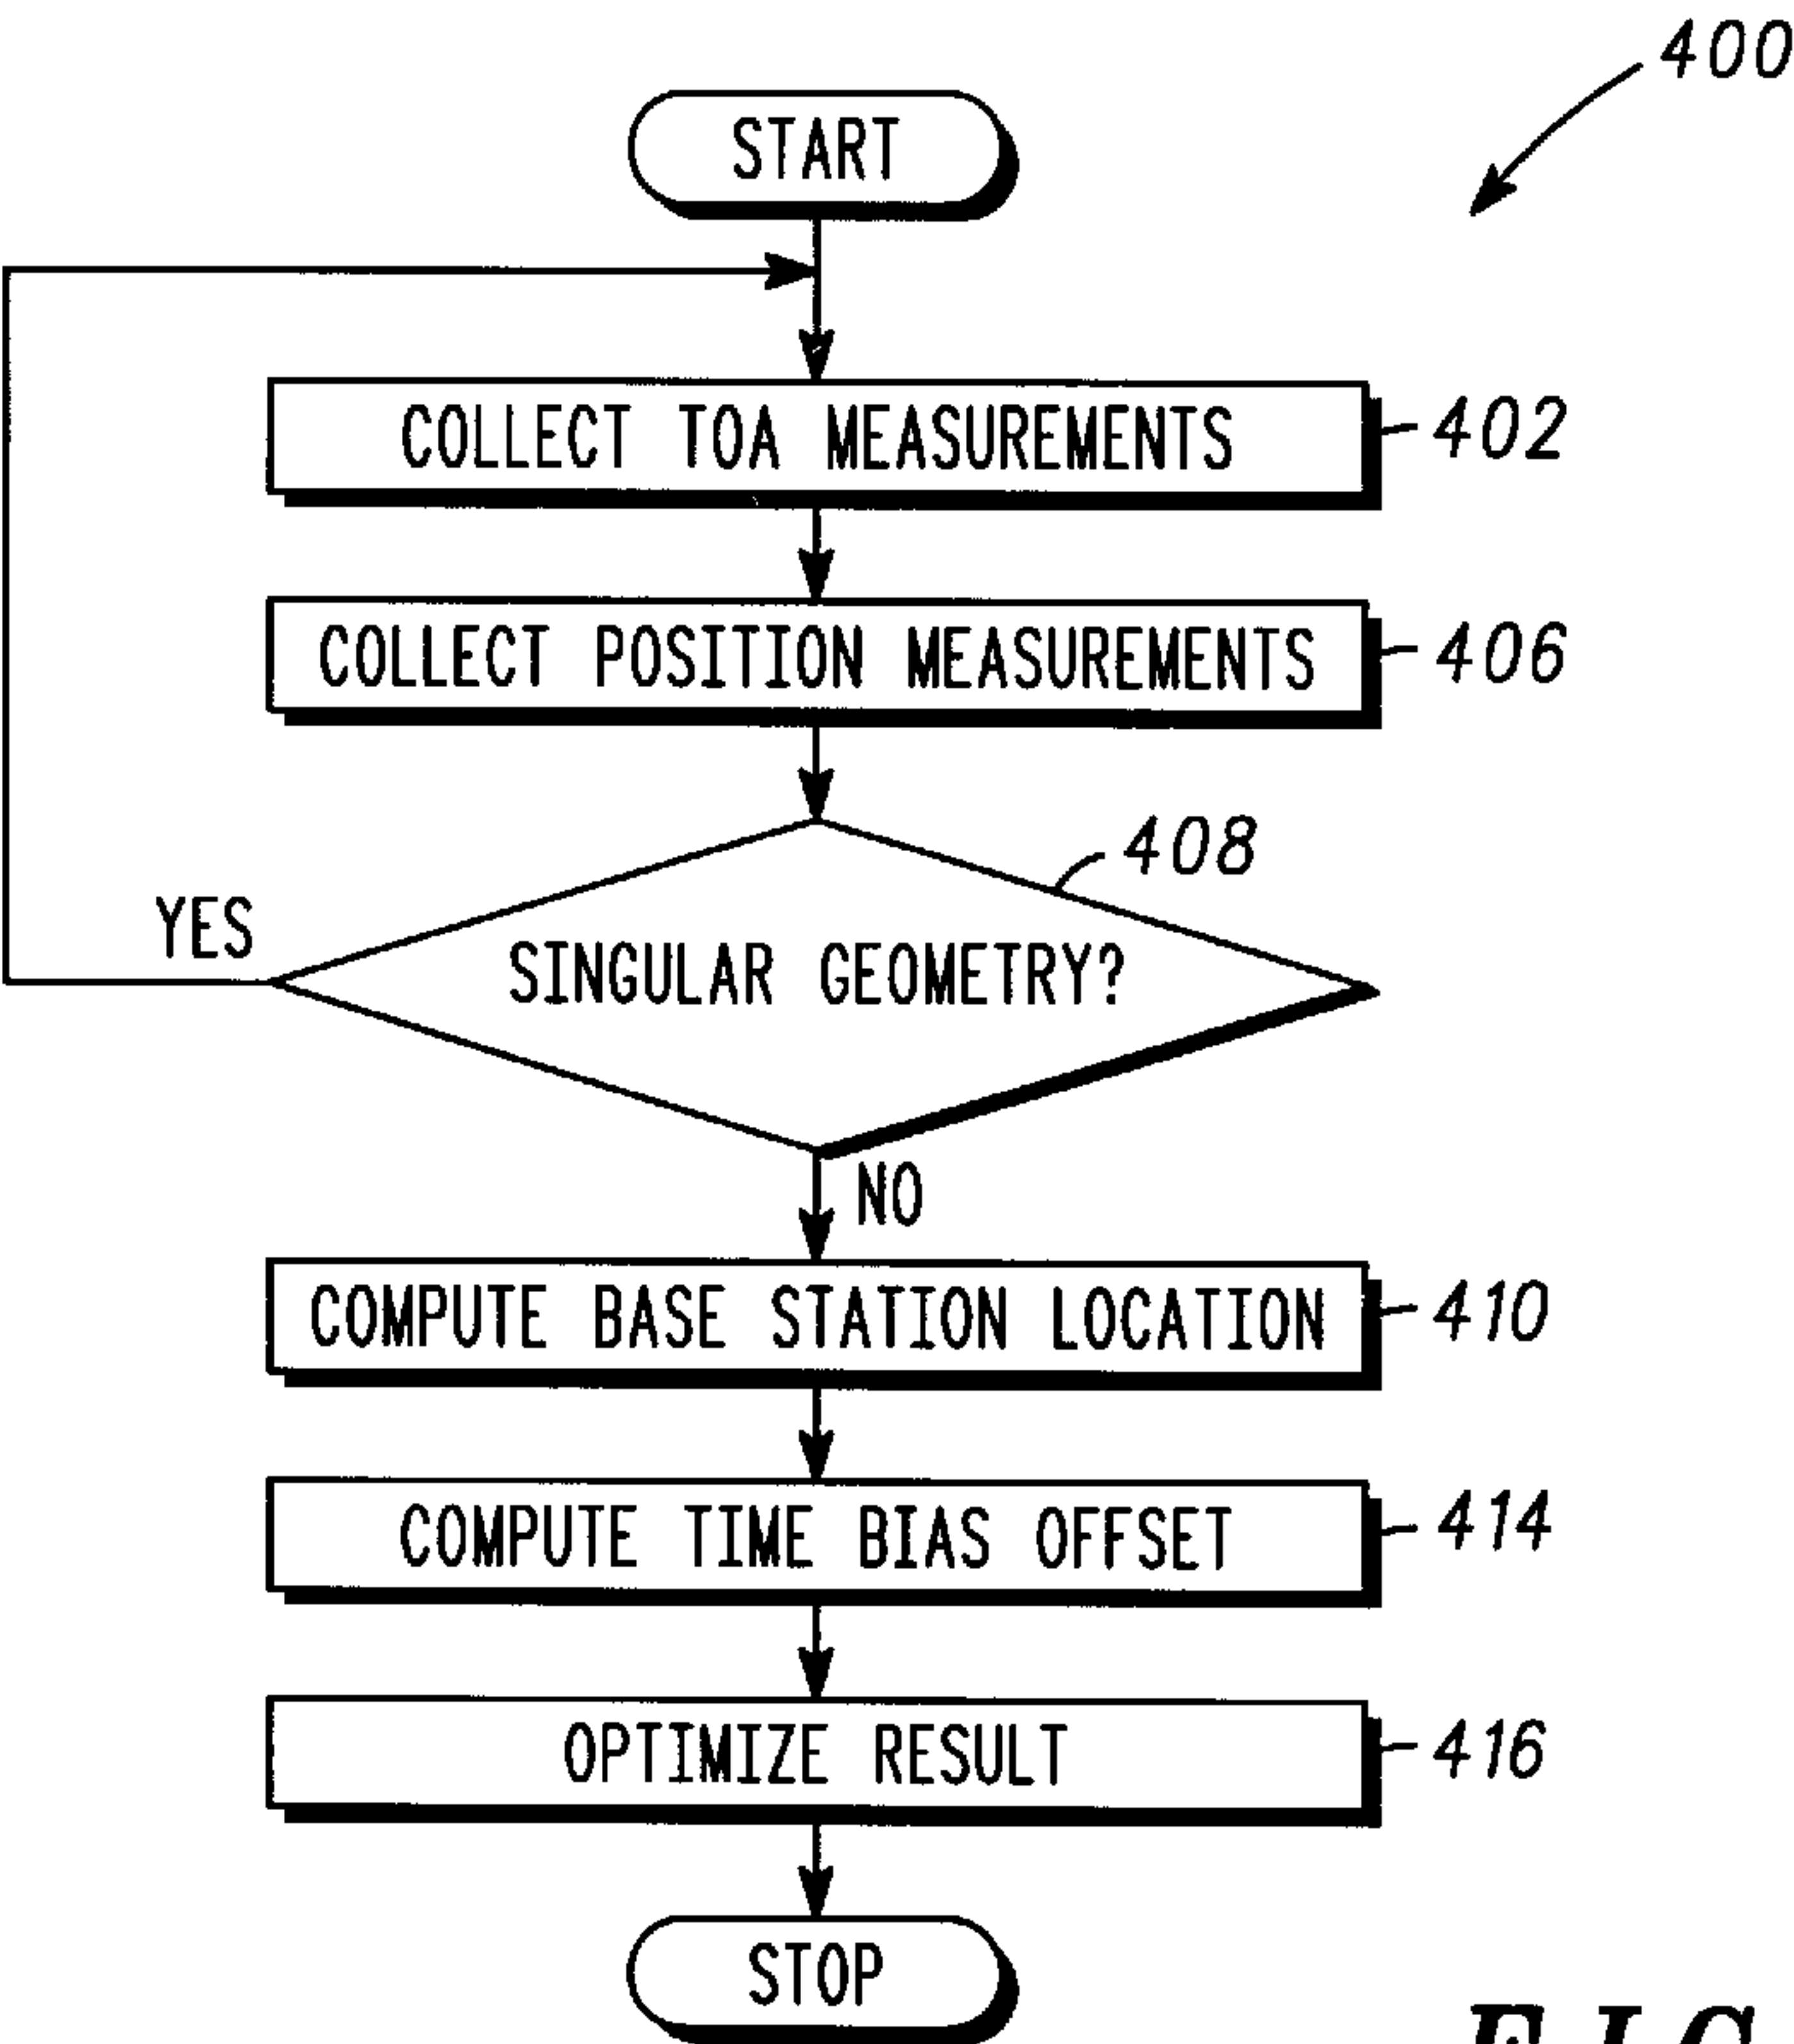 400
START
COLLECT TOA MEASUREMENTS
402
COLLECT POSITION MEASUREMENTS
406
408
YES
SINGULAR GEOMETRY?
NO
COMPUTE BASE STATION LOCATION
410
COMPUTE TIME BIAS OFFSET
414
OPTIMIZE RESULT
416
STOP